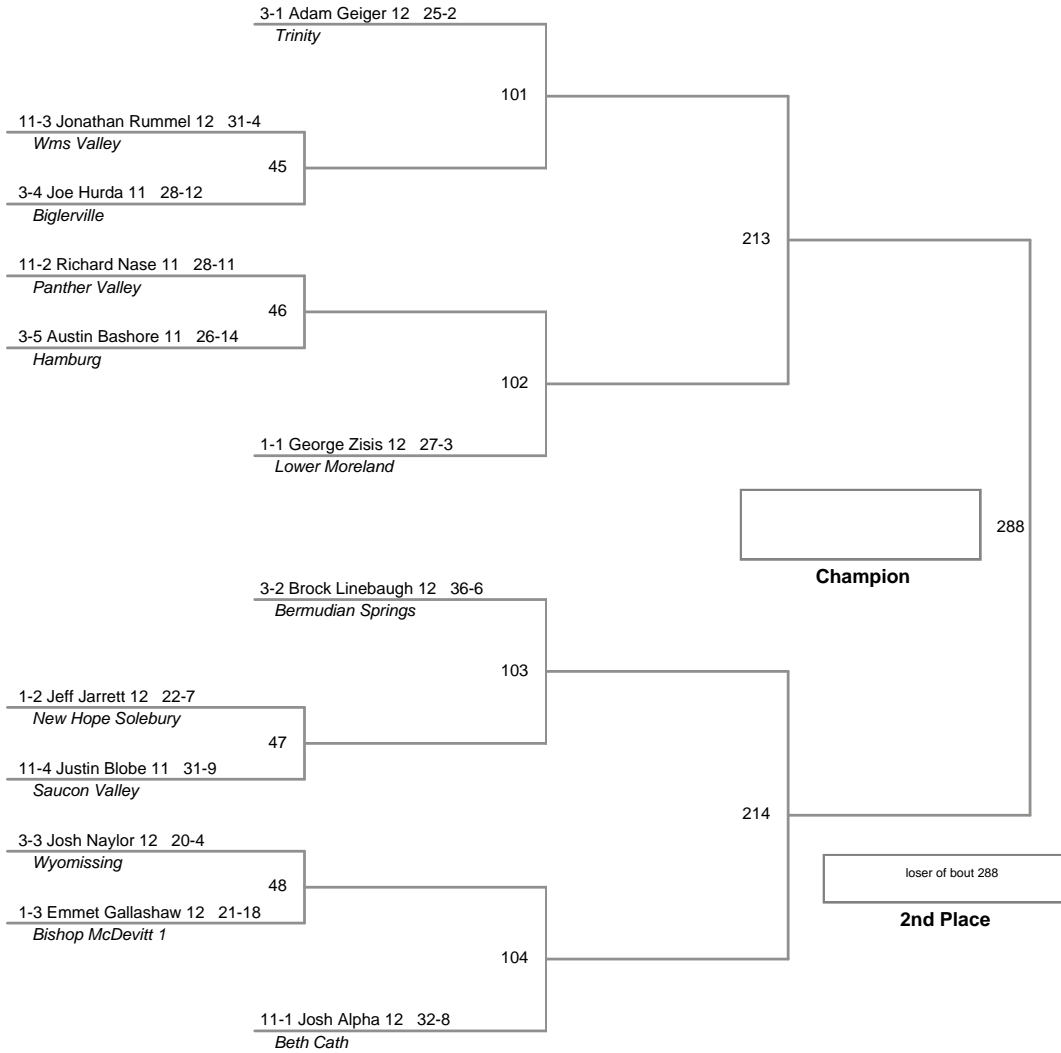 3-1 Adam Geiger 12 25-2
Trinity
101
11-3 Jonathan Rummel 12 31-4
Wms Valley
45
3-4 Joe Hurda 11 28-12
Biglerville
213
11-2 Richard Nase 11 28-11
Panther Valley
46
3-5 Austin Bashore 11 26-14
Hamburg
102
1-1 George Zisis 12 27-3
Lower Moreland
288
Champion
3-2 Brock Linebaugh 12 36-6
Bermudian Springs
103
1-2 Jeff Jarrett 12 22-7
New Hope Solebury
47
11-4 Justin Blobe 11 31-9
Saucon Valley
214
3-3 Josh Naylor 12 20-4
Wyomissing
loser of bout 288
48
1-3 Emmet Gallashaw 12 21-18
2nd Place
Bishop McDevitt 1
104
11-1 Josh Alpha 12 32-8
Beth Cath